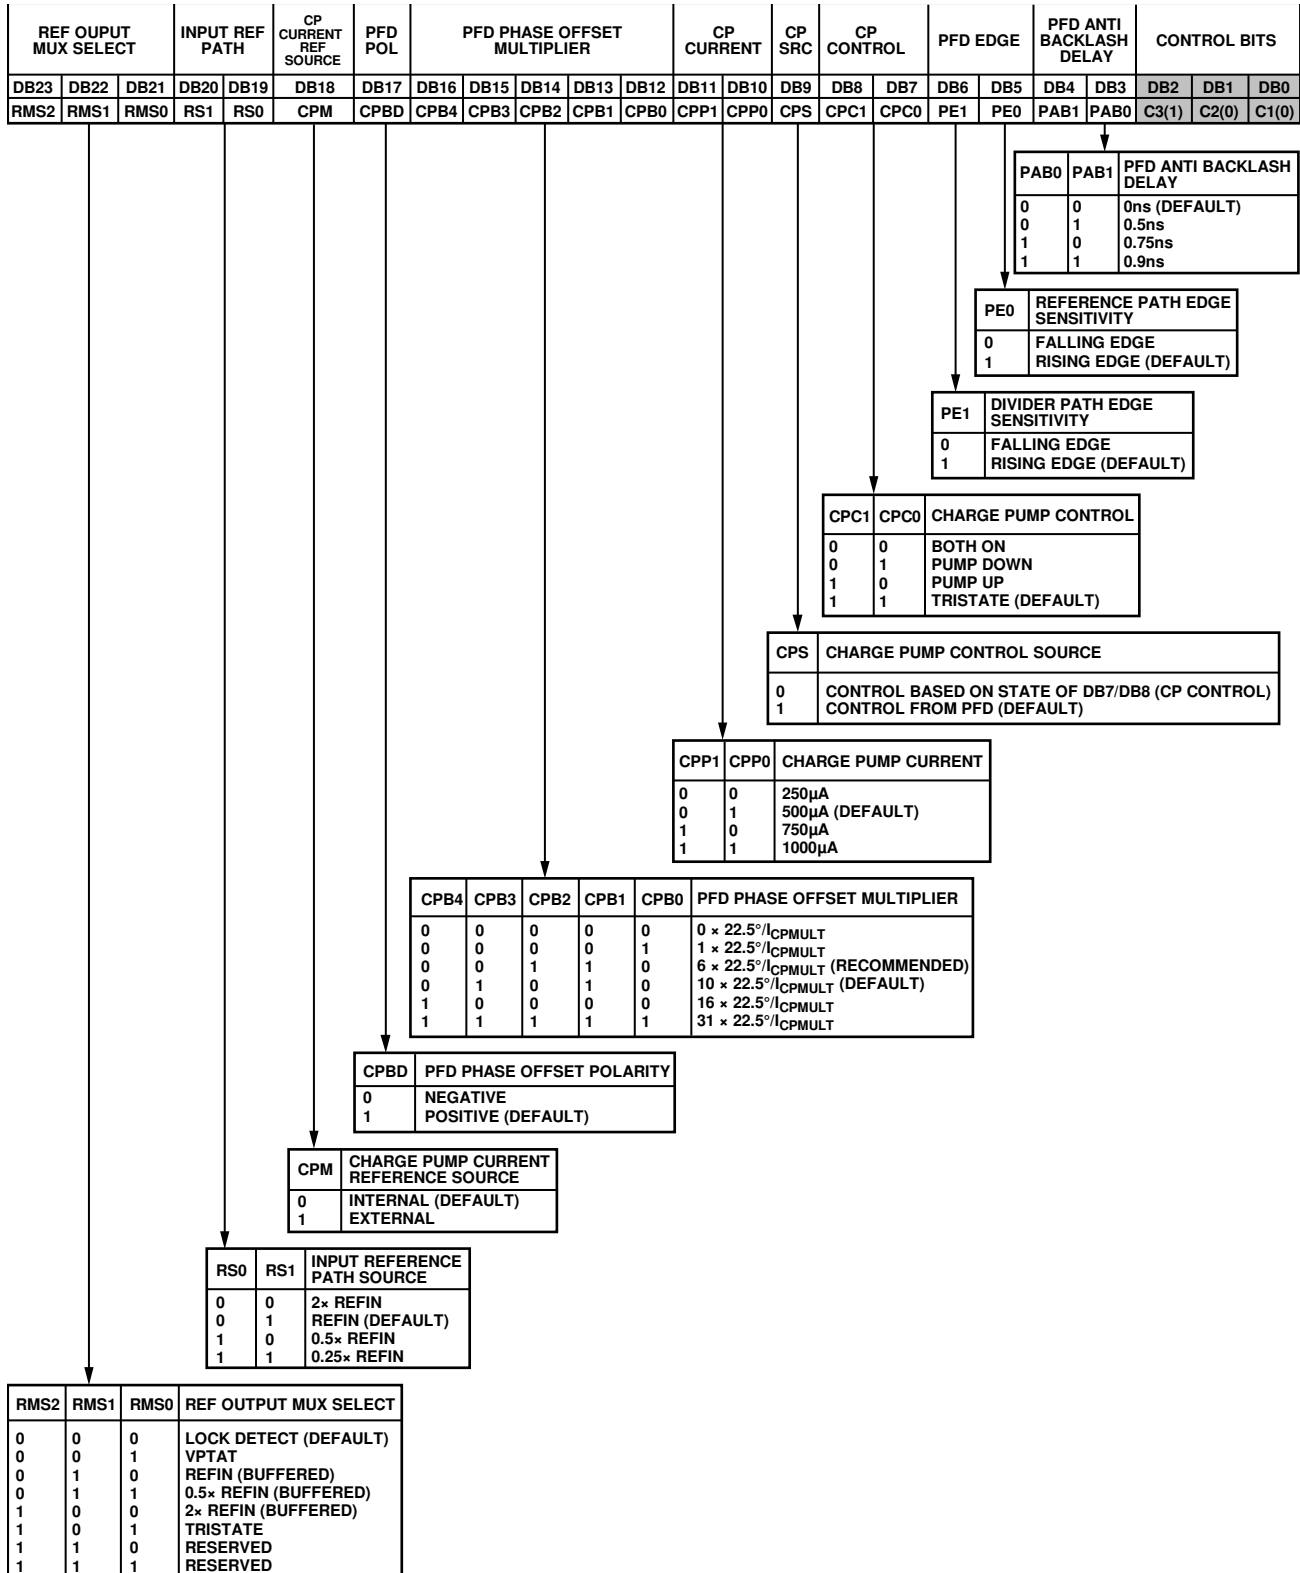 REF OUPUT MUX SELECT | INPUT REF PATH | CP CURRENT REF SOURCE | PFD POL | PFD PHASE OFFSET MULTIPLIER | CP CURRENT | CP SRC | CP CONTROL | PFD EDGE | PFD ANTI BACKLASH DELAY | CONTROL BITS
DB23 DB22 DB21 DB20 DB19 DB18 DB17 DB16 DB15 DB14 DB13 DB12 DB11 DB10 DB9 DB8 DB7 DB6 DB5 DB4 DB3 DB2 DB1 DB0
RMS2 RMS1 RMS0 RS1 RS0 CPM CPBD CPB4 CPB3 CPB2 CPB1 CPB0 CPP1 CPP0 CPS CPC1 CPC0 PE1 PE0 PAB1 PAB0 C3(1) C2(0) C1(0)
PAB0 PAB1 PFD ANTI BACKLASH DELAY
0 0 0ns (DEFAULT)
0 1 0.5ns
1 0 0.75ns
1 1 0.9ns
PE0 REFERENCE PATH EDGE SENSITIVITY
0 FALLING EDGE
1 RISING EDGE (DEFAULT)
PE1 DIVIDER PATH EDGE SENSITIVITY
0 FALLING EDGE
1 RISING EDGE (DEFAULT)
CPC1 CPC0 CHARGE PUMP CONTROL
0 0 BOTH ON
0 1 PUMP DOWN
1 0 PUMP UP
1 1 TRISTATE (DEFAULT)
CPS CHARGE PUMP CONTROL SOURCE
0 CONTROL BASED ON STATE OF DB7/DB8 (CP CONTROL)
1 CONTROL FROM PFD (DEFAULT)
CPP1 CPP0 CHARGE PUMP CURRENT
0 0 250µA
0 1 500µA (DEFAULT)
1 0 750µA
1 1 1000µA
CPB4 CPB3 CPB2 CPB1 CPB0 PFD PHASE OFFSET MULTIPLIER
0 0 0 0 0 0 × 22.5°/ICPMULT
0 0 0 0 1 1 × 22.5°/ICPMULT
0 0 1 1 0 6 × 22.5°/ICPMULT (RECOMMENDED)
0 1 0 1 0 10 × 22.5°/ICPMULT (DEFAULT)
1 0 0 0 0 16 × 22.5°/ICPMULT
1 1 1 1 1 31 × 22.5°/ICPMULT
CPBD PFD PHASE OFFSET POLARITY
0 NEGATIVE
1 POSITIVE (DEFAULT)
CPM CHARGE PUMP CURRENT REFERENCE SOURCE
0 INTERNAL (DEFAULT)
1 EXTERNAL
RS0 RS1 INPUT REFERENCE PATH SOURCE
0 0 2× REFIN
0 1 REFIN (DEFAULT)
1 0 0.5× REFIN
1 1 0.25× REFIN
RMS2 RMS1 RMS0 REF OUTPUT MUX SELECT
0 0 0 LOCK DETECT (DEFAULT)
0 0 1 VPTAT
0 1 0 REFIN (BUFFERED)
0 1 1 0.5× REFIN (BUFFERED)
1 0 0 2× REFIN (BUFFERED)
1 0 1 TRISTATE
1 1 0 RESERVED
1 1 1 RESERVED